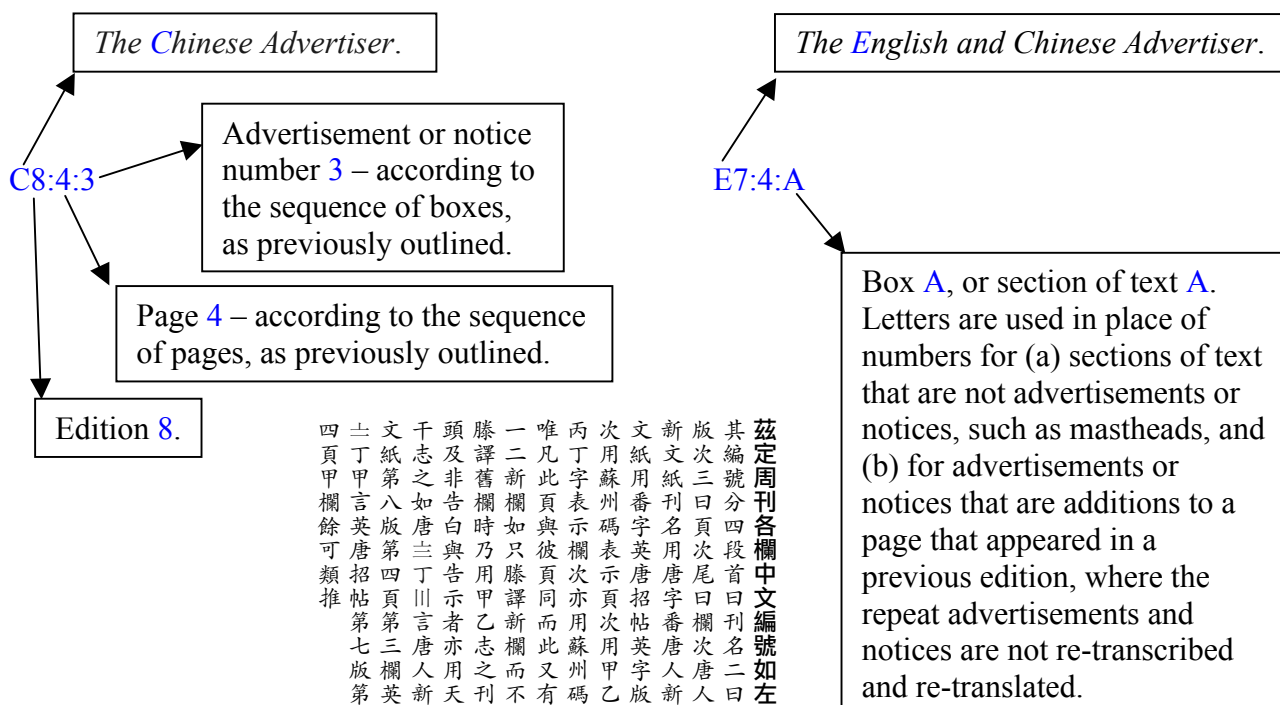 The Chinese Advertiser.
C8:4:3
Advertisement or notice
number 3 – according to
the sequence of boxes,
as previously outlined.
Page 4 – according to the sequence
of pages, as previously outlined.
Edition 8.
茲定周刊各欄中文編號如左
其編號分四段首曰刊名二曰
版次三曰頁次尾曰欄次唐人
新文紙刊名用唐字番唐人新
文紙用番字英唐招帖英字版
次用蘇州碼表示頁次用甲乙
丙丁字表示欄次亦用蘇州碼
唯凡此頁與彼頁同而此又有
一二新欄如只滕譯新欄而不
滕譯舊欄時乃用甲乙志之刊
頭及非告白與告示者亦用天
干志之如唐〨丁〣言唐人新
文紙第八版第四頁第三欄英
〧丁甲言英唐招帖第七版第
四頁甲欄餘可類推
The English and Chinese Advertiser.
E7:4:A
Box A, or section of text A.
Letters are used in place of
numbers for (a) sections of text
that are not advertisements or
notices, such as mastheads, and
(b) for advertisements or
notices that are additions to a
page that appeared in a
previous edition, where the
repeat advertisements and
notices are not re-transcribed
and re-translated.